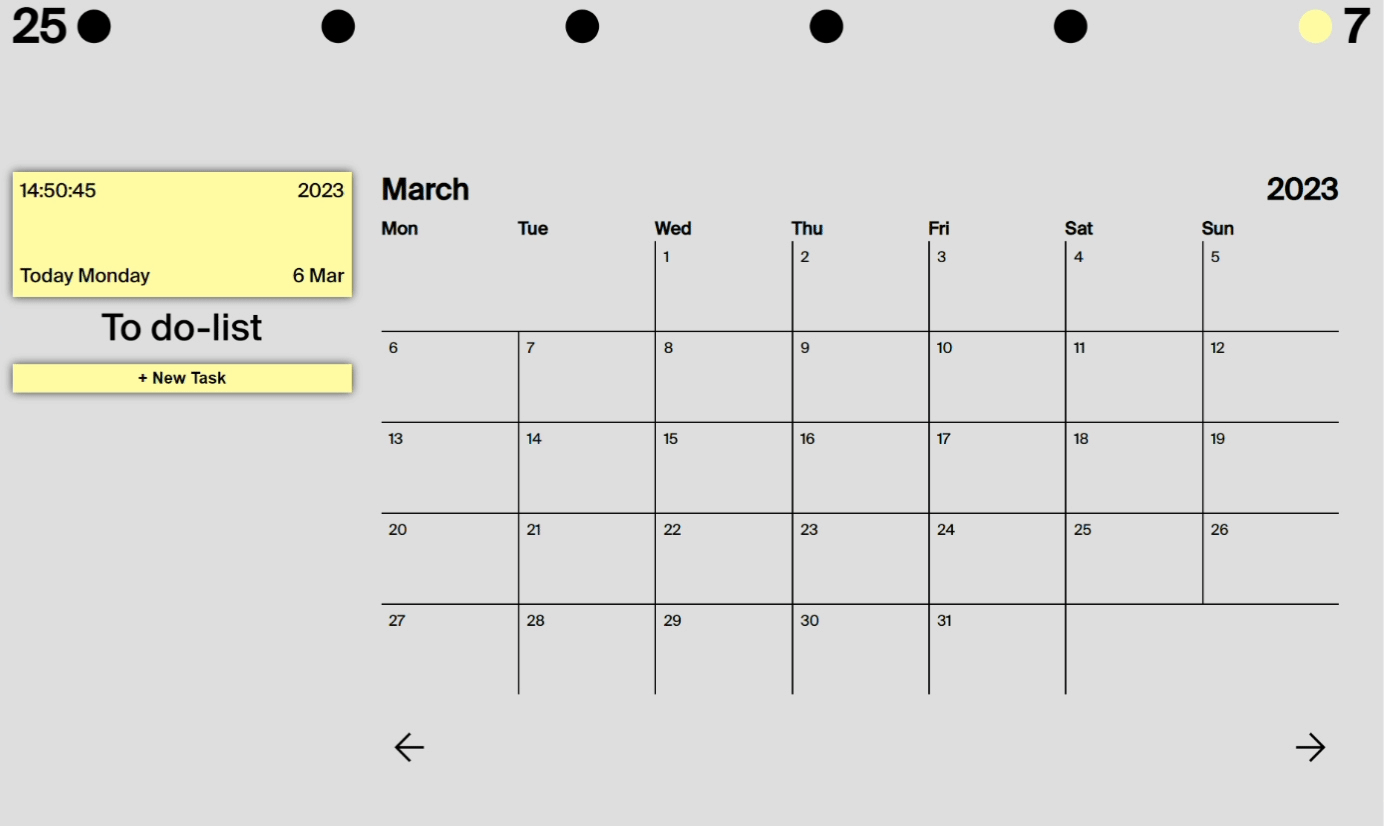 25 7
14:50:45 2023
Today Monday 6 Mar
To do-list
+ New Task
March 2023
Mon Tue Wed Thu Fri Sat Sun
1 2 3 4 5
6 7 8 9 10 11 12
13 14 15 16 17 18 19
20 21 22 23 24 25 26
27 28 29 30 31